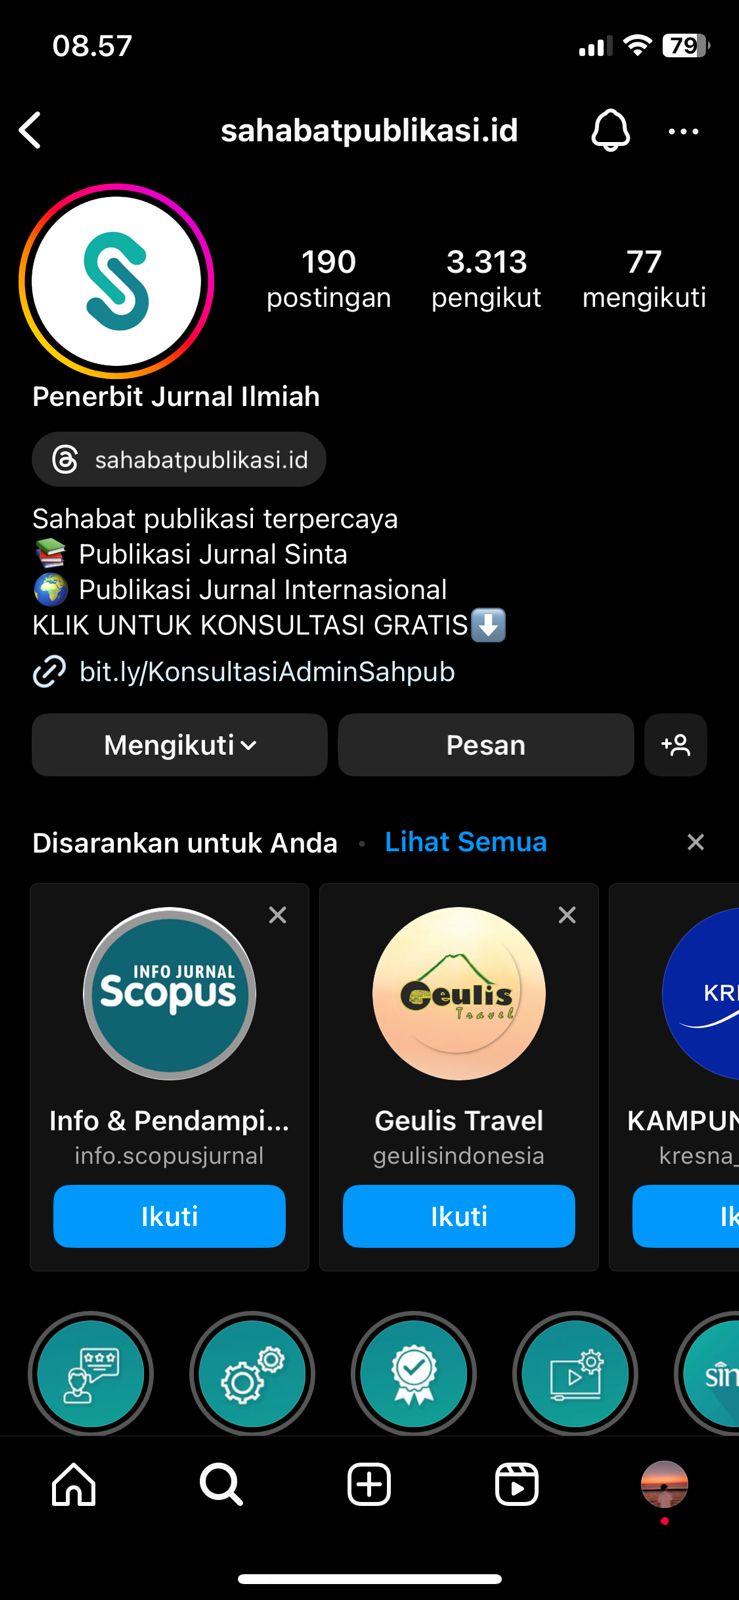 08.57
79
sahabatpublikasi.id
190
postingan
3.313
pengikut
77
mengikuti
Penerbit Jurnal Ilmiah
sahabatpublikasi.id
Sahabat publikasi terpercaya
📚 Publikasi Jurnal Sinta
🌍 Publikasi Jurnal Internasional
KLIK UNTUK KONSULTASI GRATIS⬇️
bit.ly/KonsultasiAdminSahpub
Mengikuti
Pesan
Disarankan untuk Anda · Lihat Semua
INFO JURNAL
Scopus
Info & Pendampi...
info.scopusjurnal
Ikuti
Geulis
Travel
Geulis Travel
geulisindonesia
Ikuti
KRE
KAMPUN
kresna_
Ik
sin